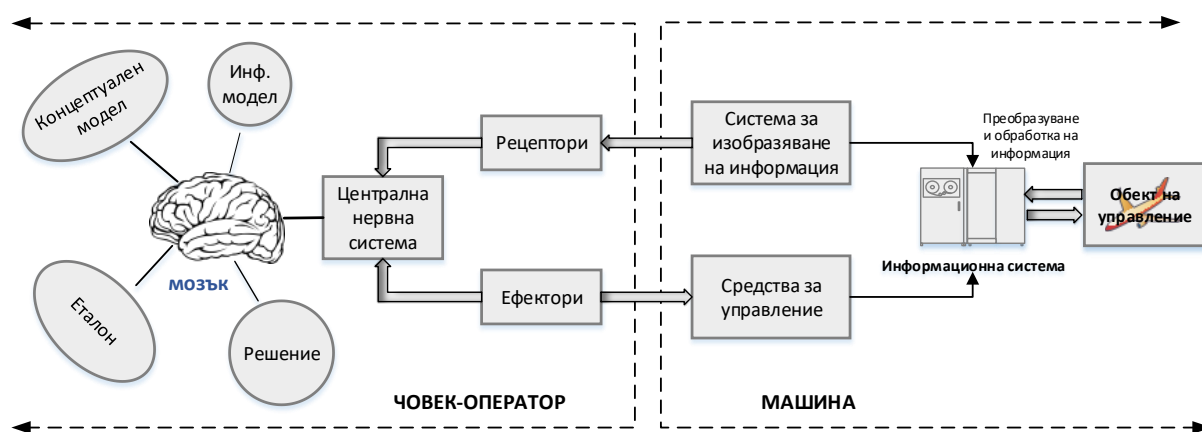 Концептуален
модел
Инф.
модел
мозък
Еталон
Решение
Централна
нервна
система
Рецептори
Ефектори
ЧОВЕК-ОПЕРАТОР
Система за
изобразяване
на информация
Средства за
управление
Преобразуване
и обработка на
информация
Информационна система
Обект на
управление
МАШИНА